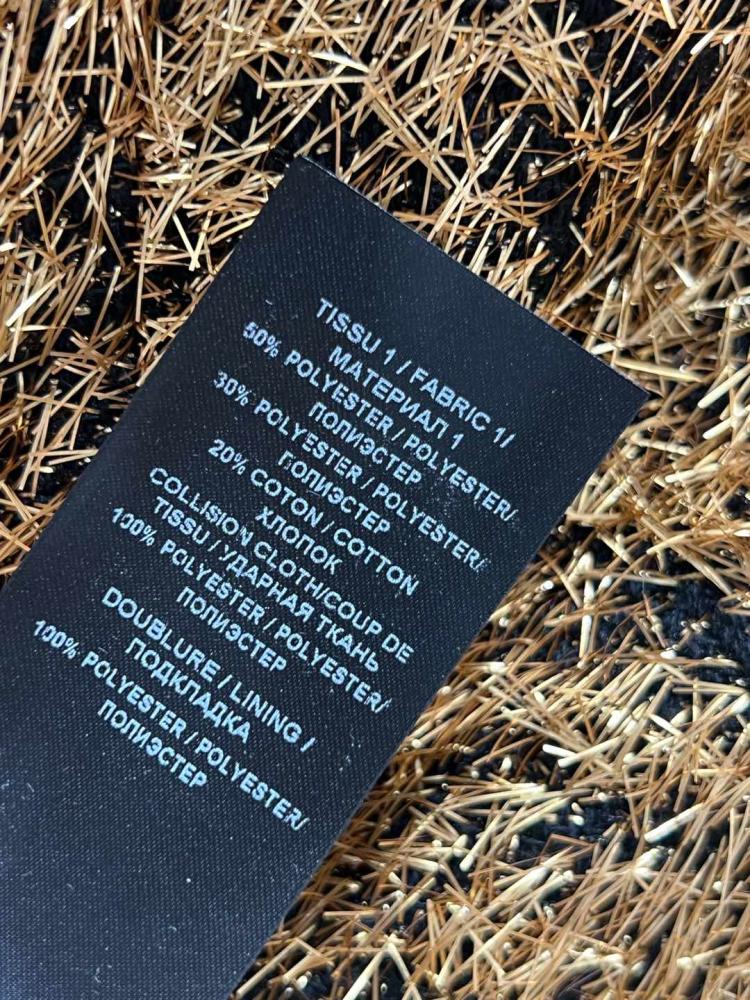 TISSU 1 / FABRIC 1/
МАТЕРИАЛ 1
50% POLYESTER / POLYESTER/
ПОЛИЭСТЕР
30% POLYESTER / POLYESTER/
ПОЛИЭСТЕР
20% COTON / COTTON
ХЛОПОК
COLLISION CLOTH/COUP DE
TISSU / УДАРНАЯ ТКАНЬ
100% POLYESTER / POLYESTER/
ПОЛИЭСТЕР
DOUBLURE / LINING /
ПОДКЛАДКА
100% POLYESTER / POLYESTER/
ПОЛИЭСТЕР